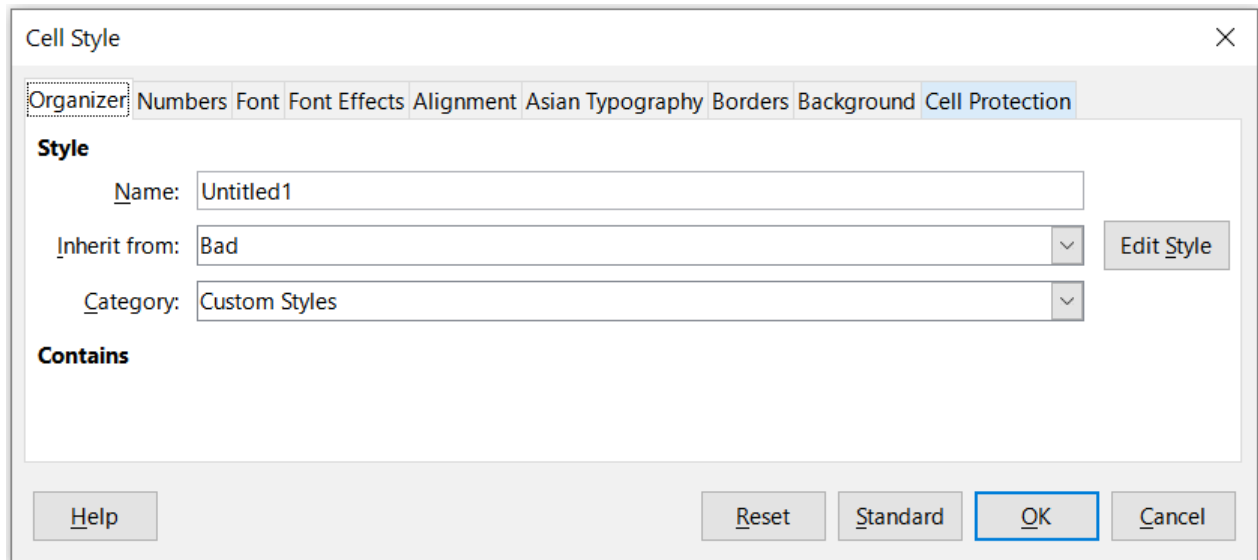 Cell Style
Organizer Numbers Font Font Effects Alignment Asian Typography Borders Background Cell Protection
Style
Name: Untitled1
Inherit from: Bad Edit Style
Category: Custom Styles
Contains
Help Reset Standard OK Cancel